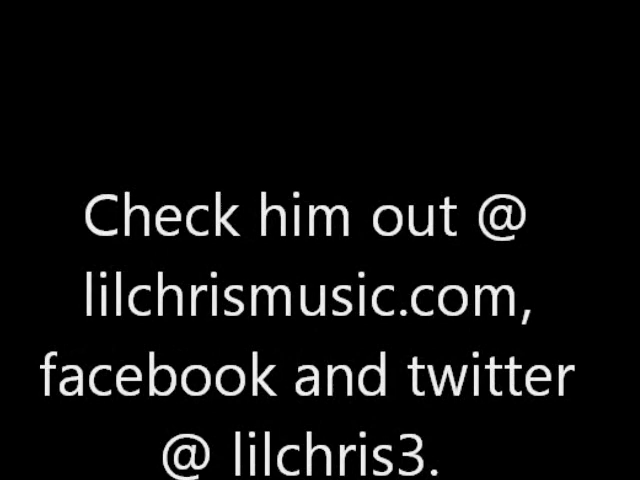 Check him out @
lilchrismusic.com,
facebook and twitter
@ lilchris3.